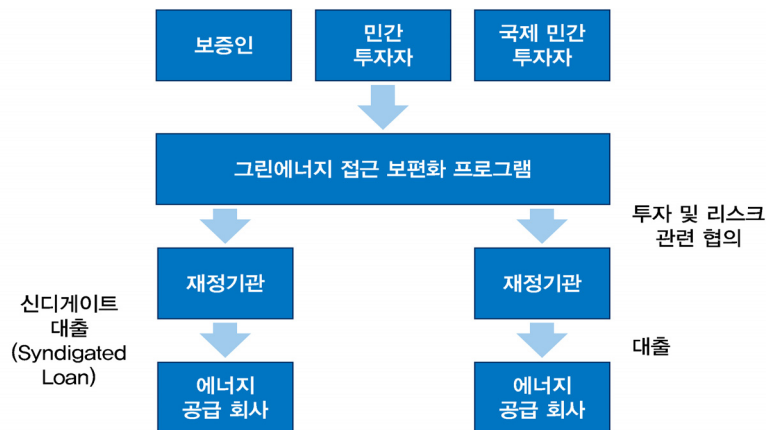 보증인
민간
투자자
국제 민간
투자자
그린에너지 접근 보편화 프로그램
투자 및 리스크
관련 협의
재정기관
재정기관
신디게이트
대출
(Syndigated
Loan)
대출
에너지
공급 회사
에너지
공급 회사